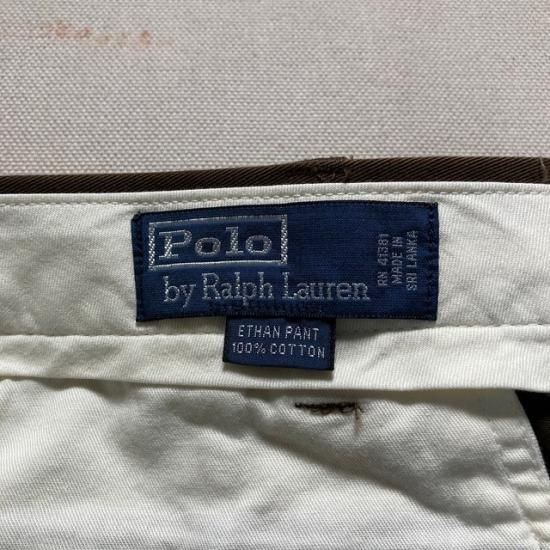 Polo
by Ralph Lauren
RN 41381
MADE IN
SRI LANKA
ETHAN PANT
100% COTTON